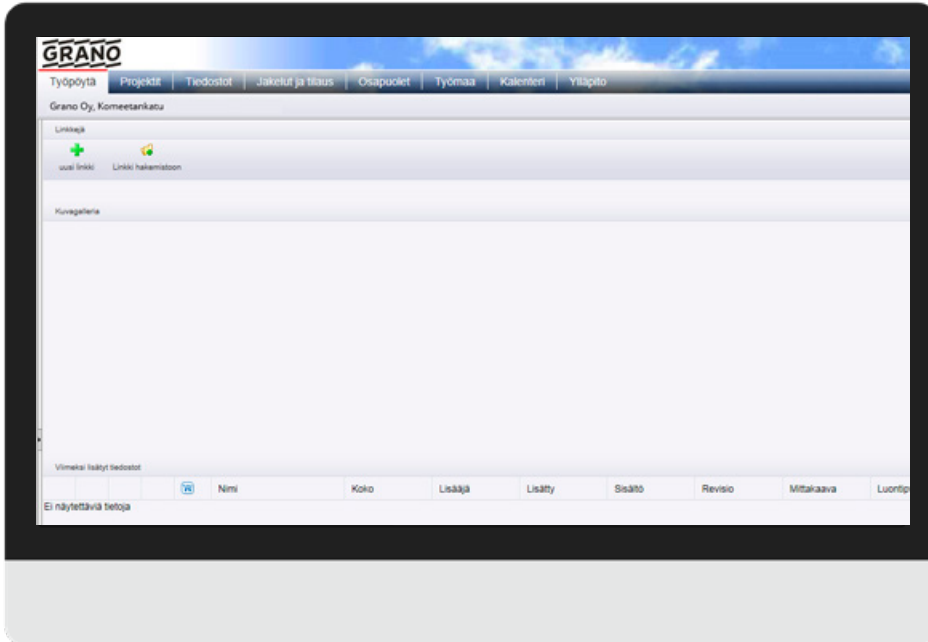 GRANO
Työpöytä Projektit Tiedostot Jakelut ja tilaus Osapuolet Työmaa Kalenteri Ylläpito
Grano Oy, Komeetankatu
Linkkejä
uusi linkki Linkki hakemistoon
Kuvagalleria
Viimeksi lisätyt tiedostot
Nimi Koko Lisääjä Lisätty Sisältö Revisio Mittakaava Luontip
Ei näytettäviä tietoja